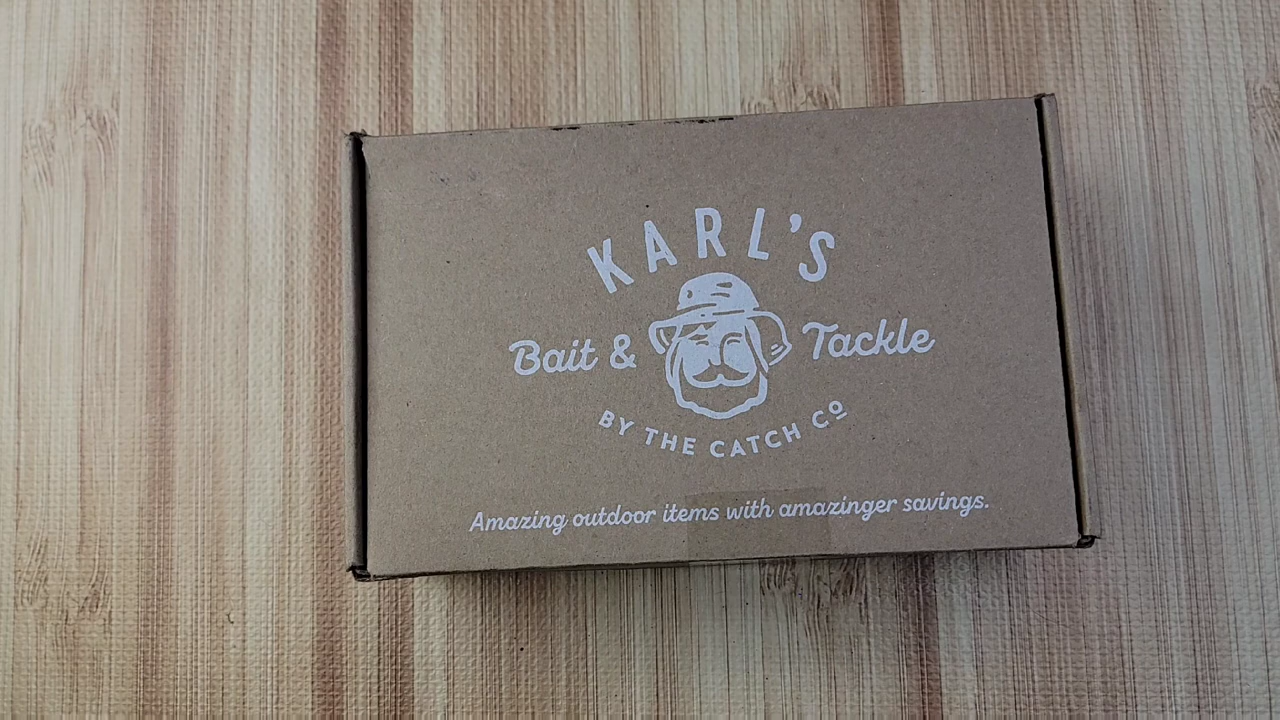 KARL'S
Bait & Tackle
BY THE CATCH Cº
Amazing outdoor items with amazinger savings.